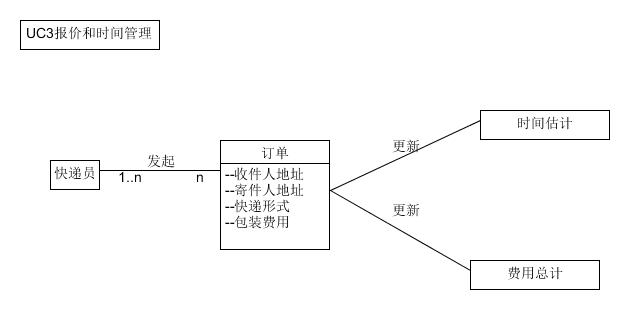 UC3报价和时间管理
时间估计
更新
订单
发起
快递员
1..n
n
--收件人地址
--寄件人地址
--快递形式
--包装费用
更新
费用总计